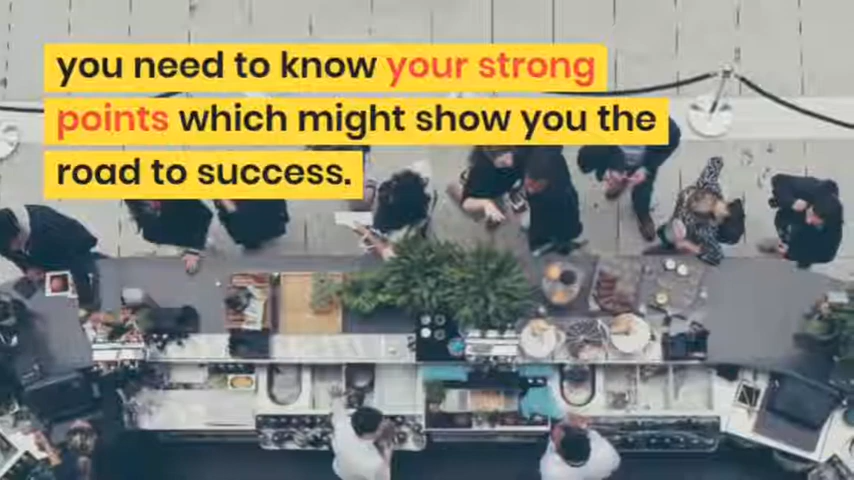 you need to know your strong
points which might show you the
road to success.